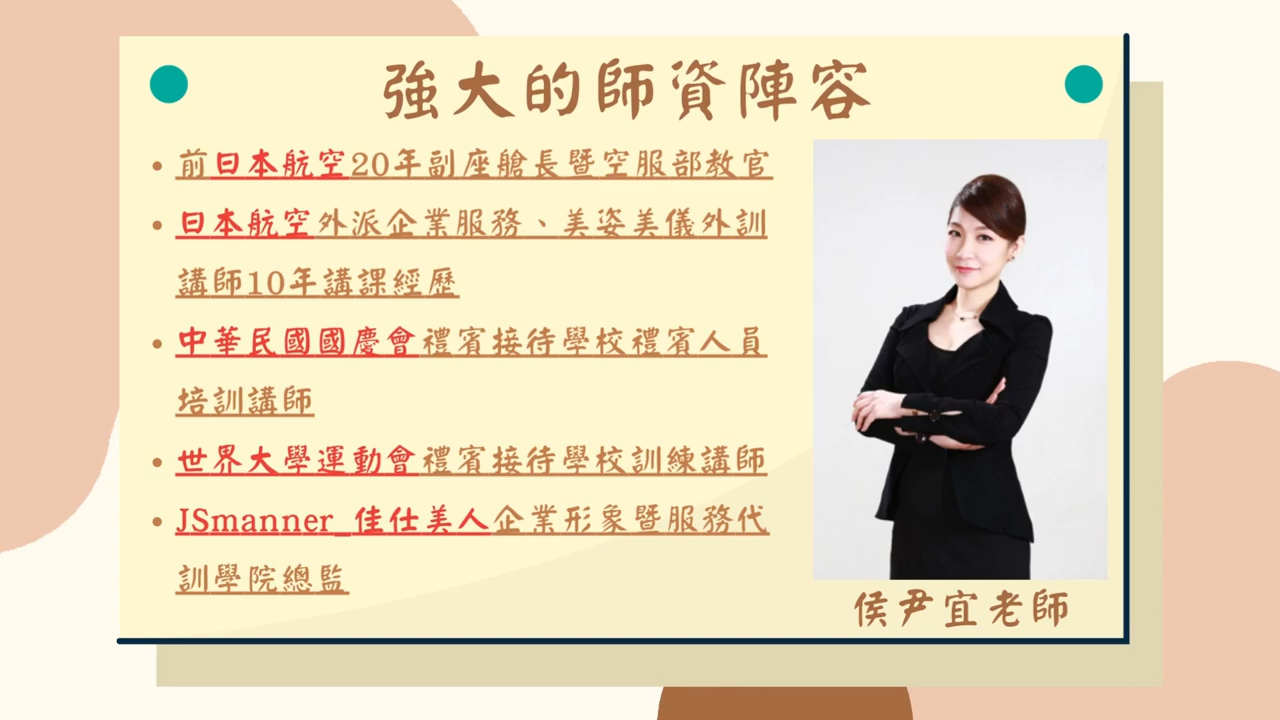 強大的師資陣容
前日本航空20年副座艙長暨空服部教官
日本航空外派企業服務、美姿美儀外訓
講師10年講課經歷
中華民國國慶會禮賓接待學校禮賓人員
培訓講師
世界大學運動會禮賓接待學校訓練講師
JSmanner_佳仕美人企業形象暨服務代
訓學院總監
侯尹宜老師